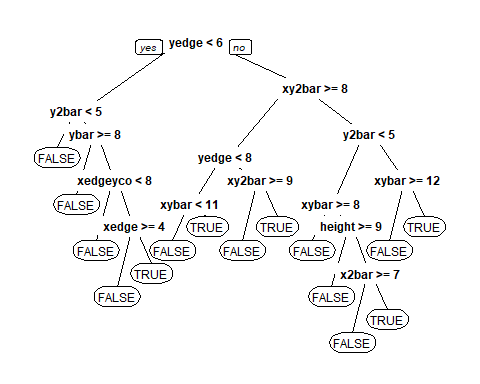 yes yedge < 6 no
xy2bar >= 8
y2bar < 5
y2bar < 5
ybar >= 8
FALSE
yedge < 8
xedgeyco < 8
xy2bar >= 9
xybar >= 12
FALSE
xybar < 11
xybar >= 8
xedge >= 4
TRUE
TRUE
height >= 9
TRUE
FALSE
FALSE
FALSE
FALSE
FALSE
TRUE
x2bar >= 7
FALSE
FALSE
TRUE
FALSE